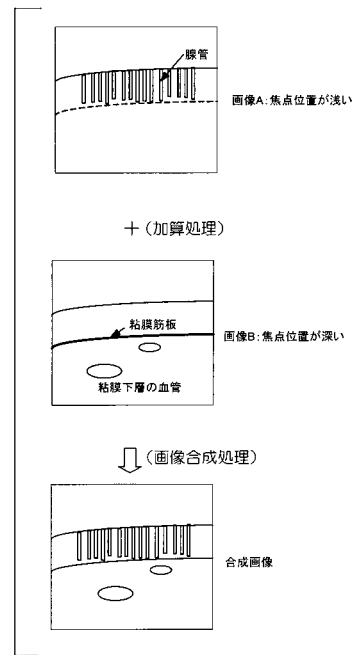 腺管
画像A:焦点位置が浅い
＋(加算処理)
粘膜筋板
画像B:焦点位置が深い
粘膜下層の血管
(画像合成処理)
合成画像